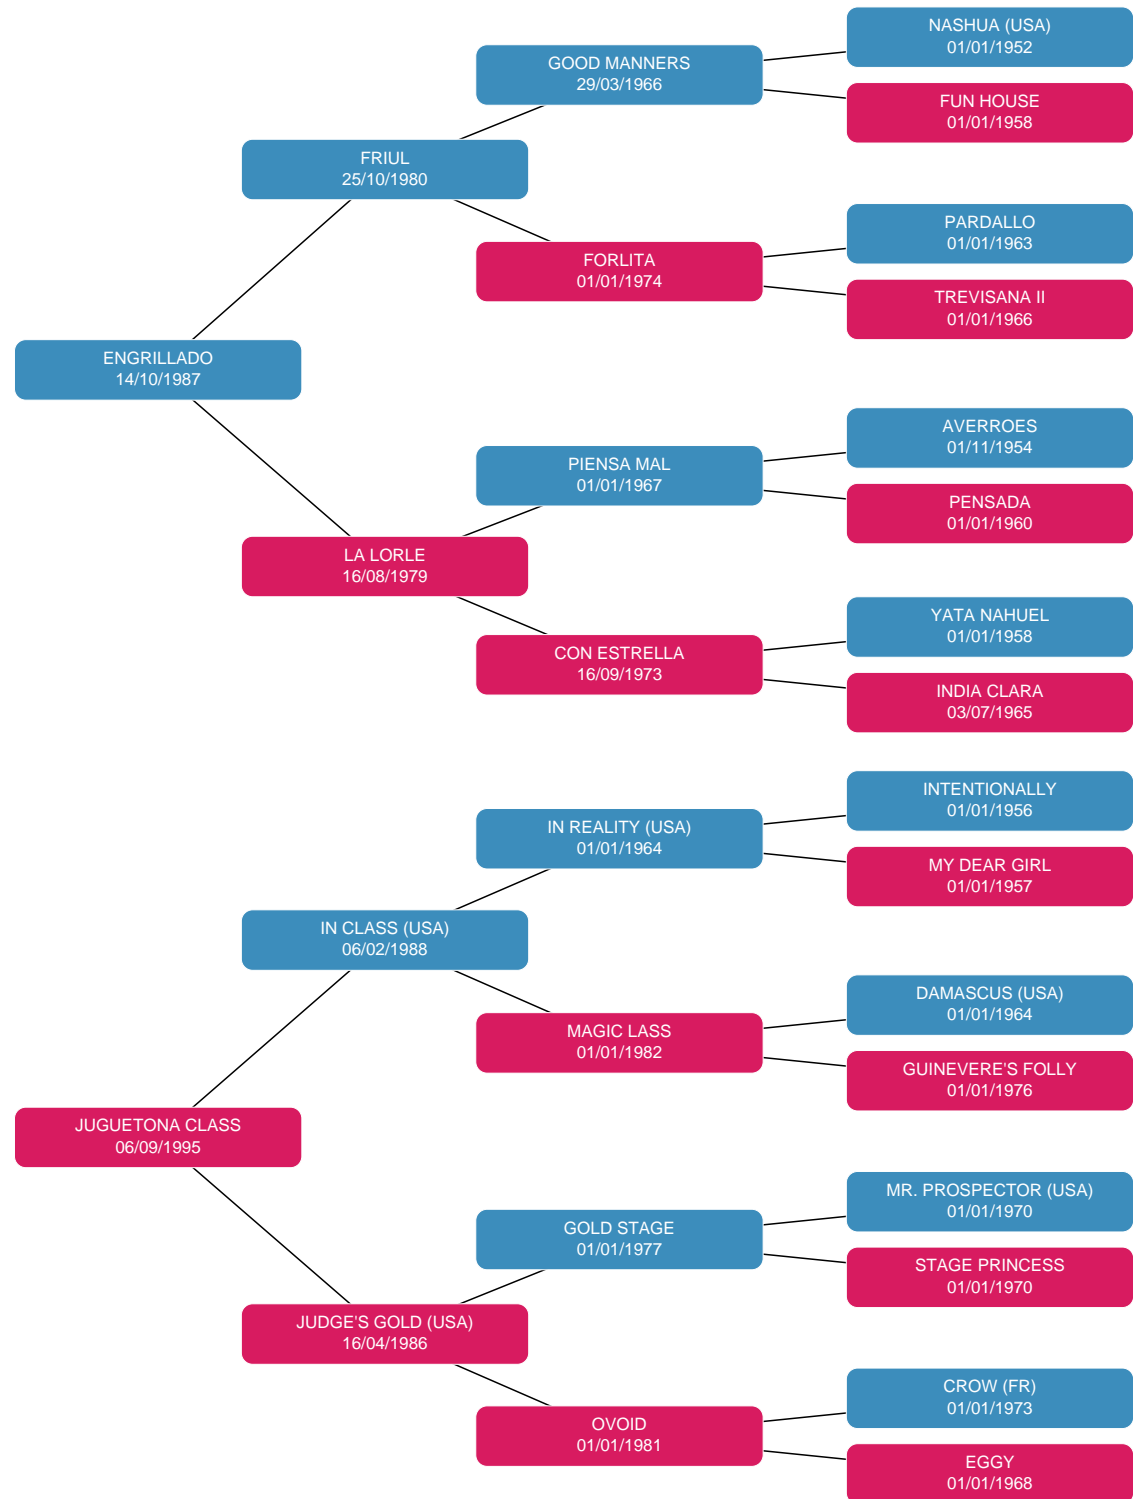 NASHUA (USA)
01/01/1952
GOOD MANNERS
29/03/1966
FUN HOUSE
01/01/1958
FRIUL
25/10/1980
PARDALLO
01/01/1963
FORLITA
01/01/1974
TREVISANA II
01/01/1966
ENGRILLADO
14/10/1987
AVERROES
01/11/1954
PIENSA MAL
01/01/1967
PENSADA
01/01/1960
LA LORLE
16/08/1979
YATA NAHUEL
01/01/1958
CON ESTRELLA
16/09/1973
INDIA CLARA
03/07/1965
INTENTIONALLY
01/01/1956
IN REALITY (USA)
01/01/1964
MY DEAR GIRL
01/01/1957
IN CLASS (USA)
06/02/1988
DAMASCUS (USA)
01/01/1964
MAGIC LASS
01/01/1982
GUINEVERE'S FOLLY
01/01/1976
JUGUETONA CLASS
06/09/1995
MR. PROSPECTOR (USA)
01/01/1970
GOLD STAGE
01/01/1977
STAGE PRINCESS
01/01/1970
JUDGE'S GOLD (USA)
16/04/1986
CROW (FR)
01/01/1973
OVOID
01/01/1981
EGGY
01/01/1968